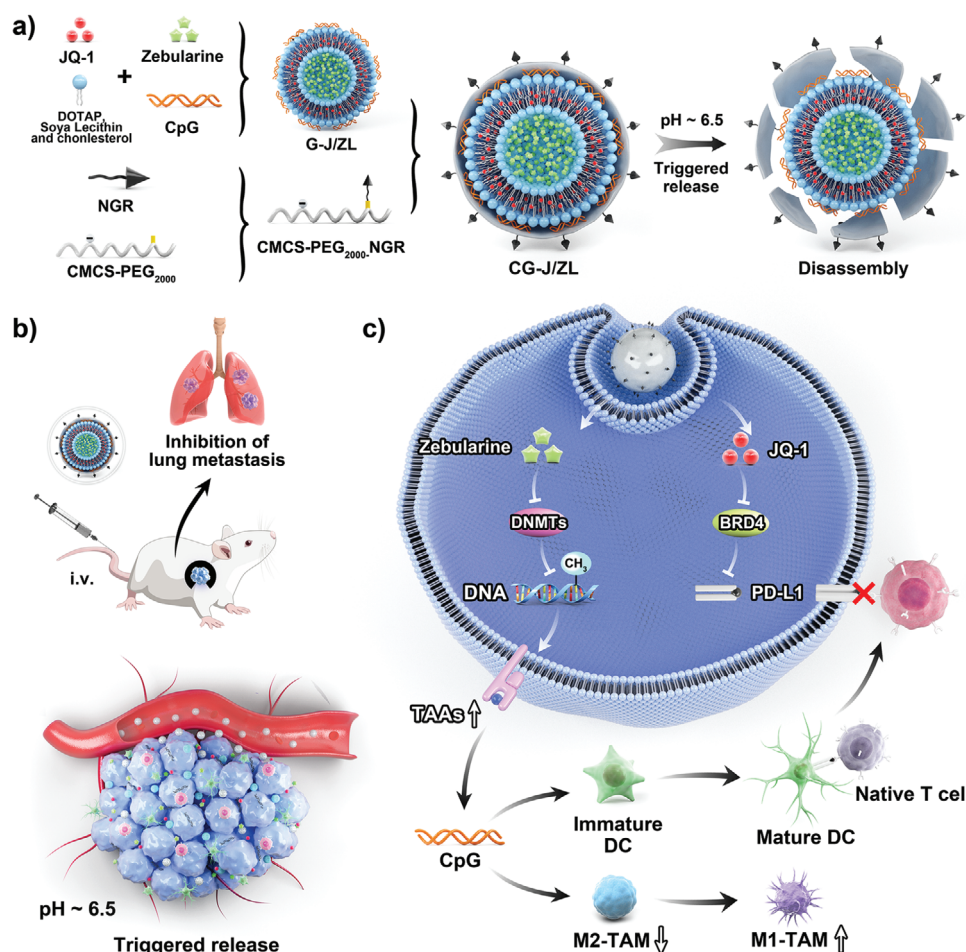 a)
JQ-1
+
Zebularine
DOTAP,
Soya Lecithin
and chonlesterol
CpG
G-J/ZL
NGR
CMCS-PEG2000
CMCS-PEG2000-NGR
CG-J/ZL
pH ~ 6.5
Triggered
release
Disassembly
b)
Inhibition of
lung metastasis
i.v.
pH ~ 6.5
Triggered release
c)
Zebularine
JQ-1
DNMTs
BRD4
CH3
DNA
PD-L1
TAAs ⇧
CpG
Immature
DC
Mature DC
Native T cel
M2-TAM ⇩
M1-TAM ⇧